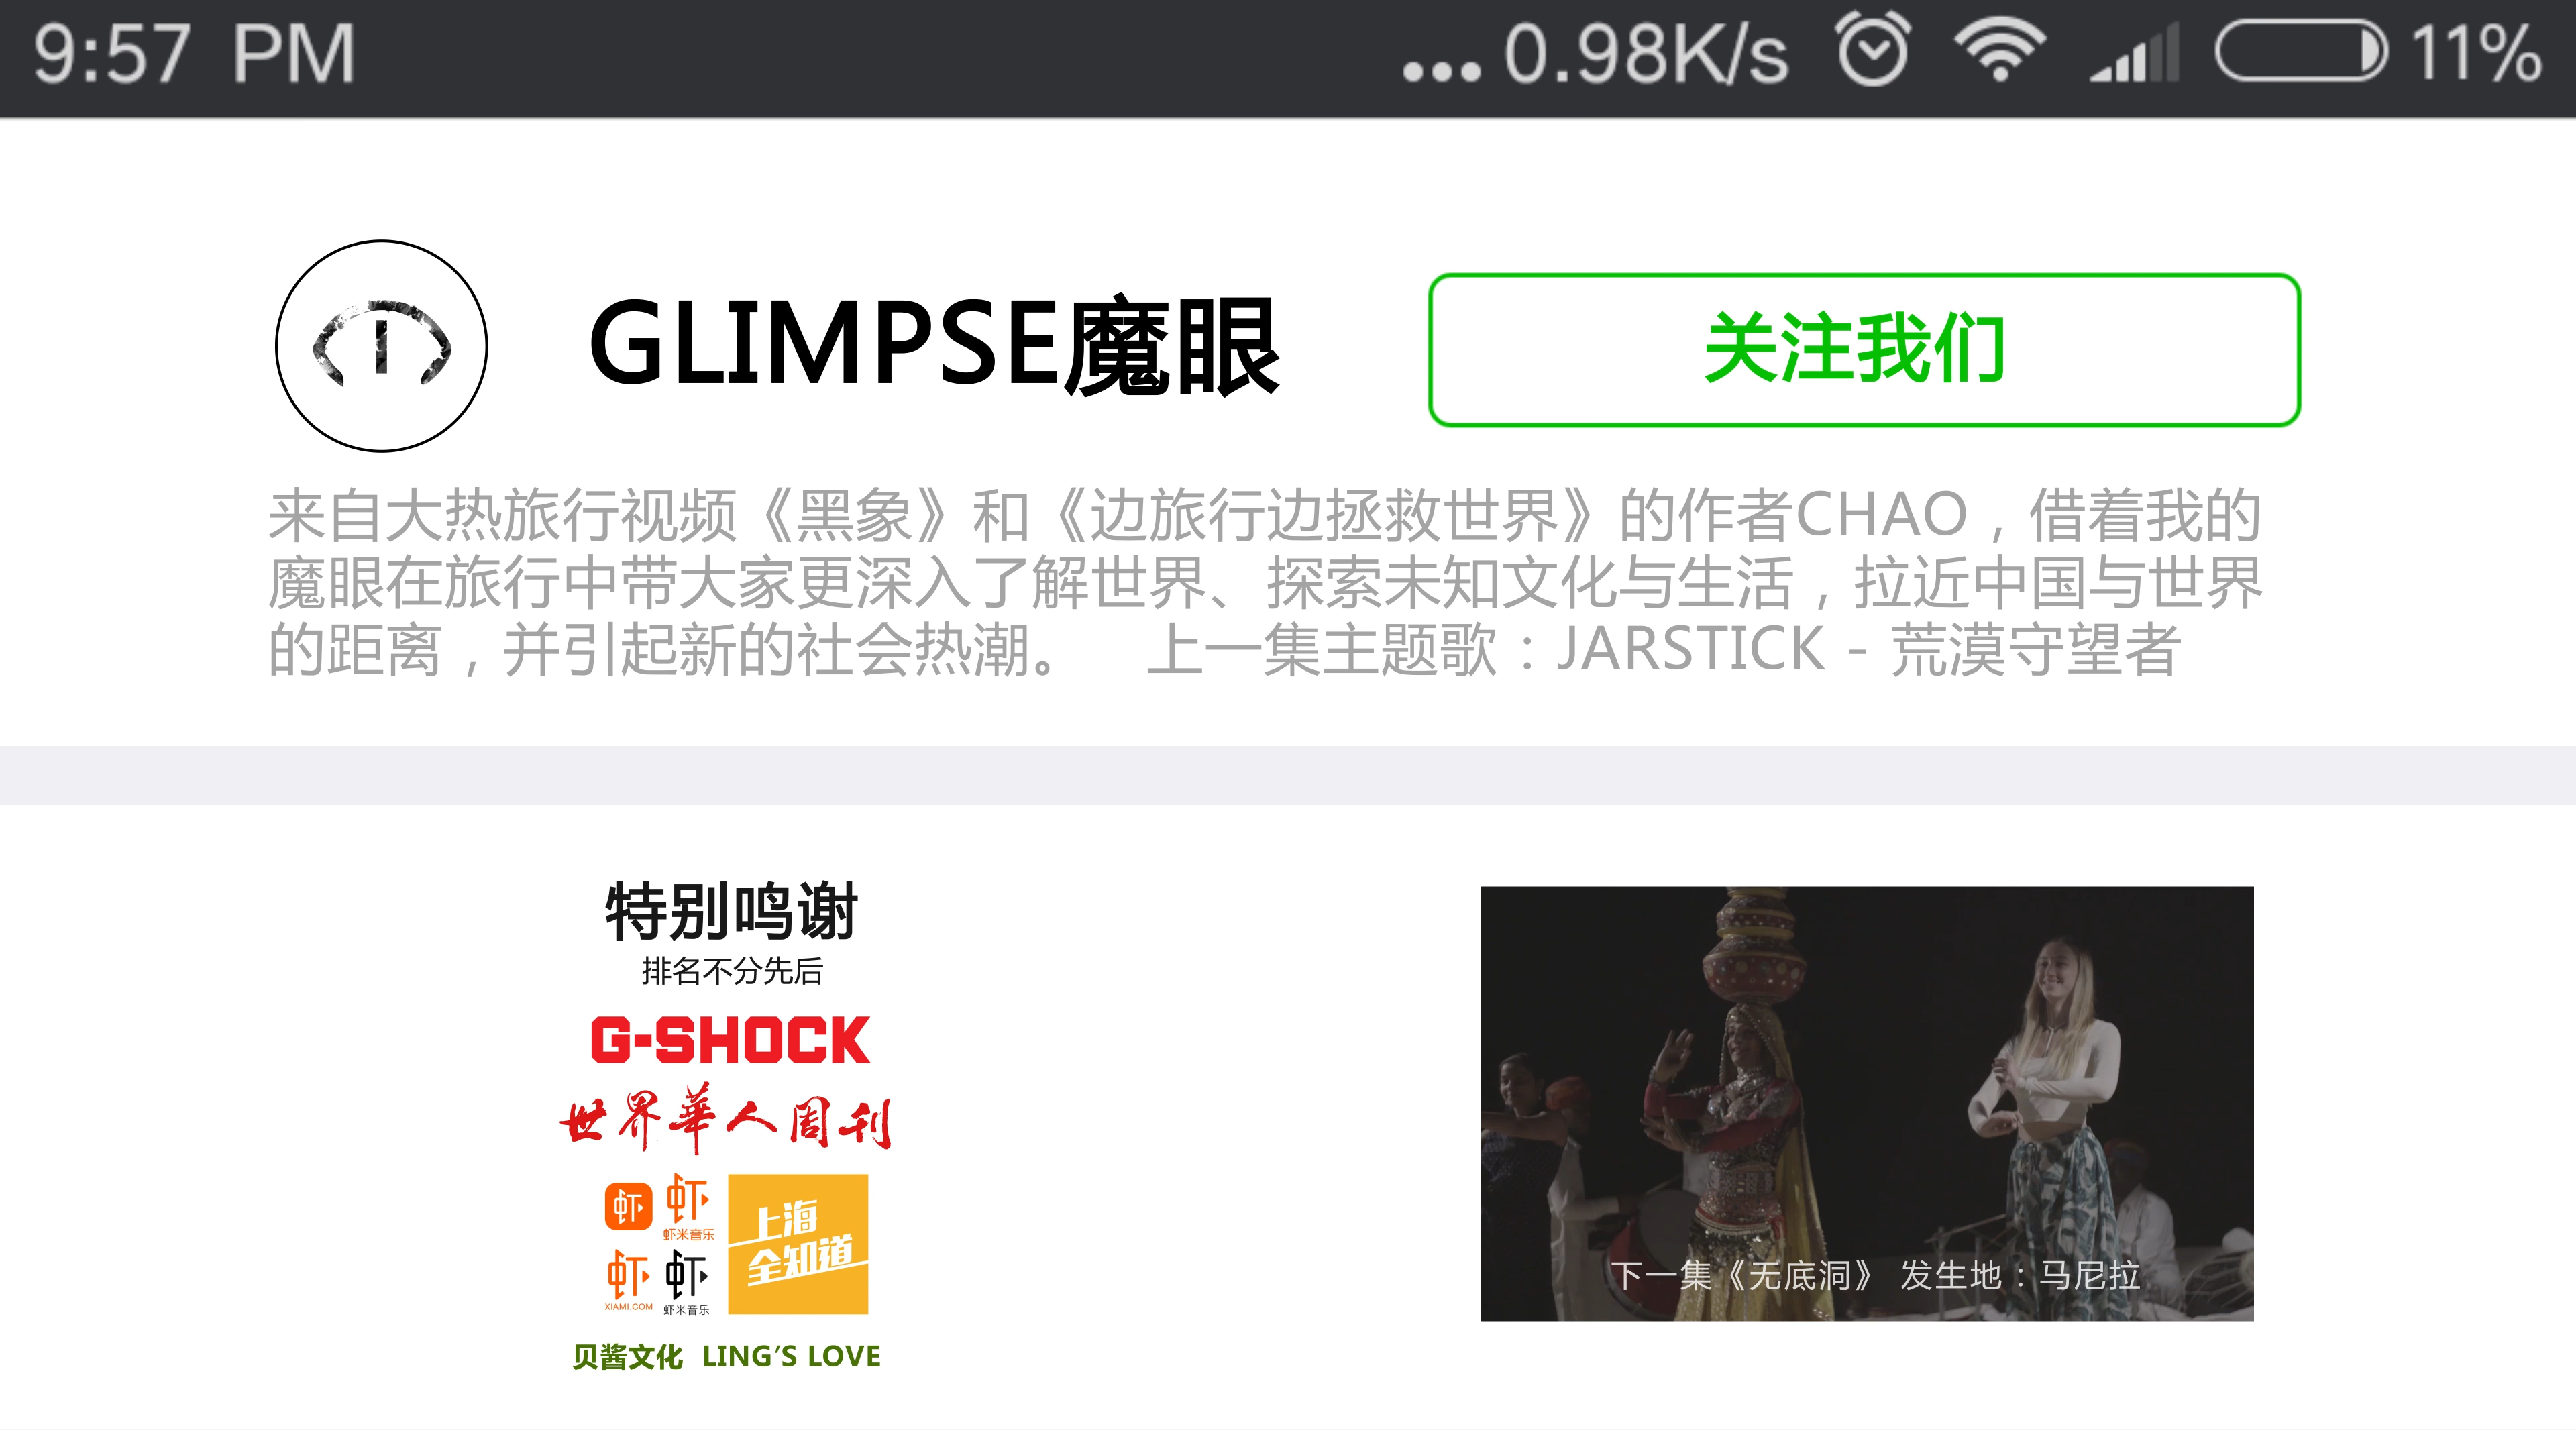 9:57 PM
...0.98K/s
11%
GLIMPSE魔眼
关注我们
来自大热旅行视频《黑象》和《边旅行边拯救世界》的作者CHAO，借着我的
魔眼在旅行中带大家更深入了解世界、探索未知文化与生活，拉近中国与世界
的距离，并引起新的社会热潮。 上一集主题歌：JARSTICK - 荒漠守望者
特别鸣谢
排名不分先后
G-SHOCK
世界華人周刊
虾
虾
虾米音乐
虾
XIAMI.COM
虾
虾米音乐
上海
全知道
贝酱文化 LING'S LOVE
下一集《无底洞》 发生地：马尼拉